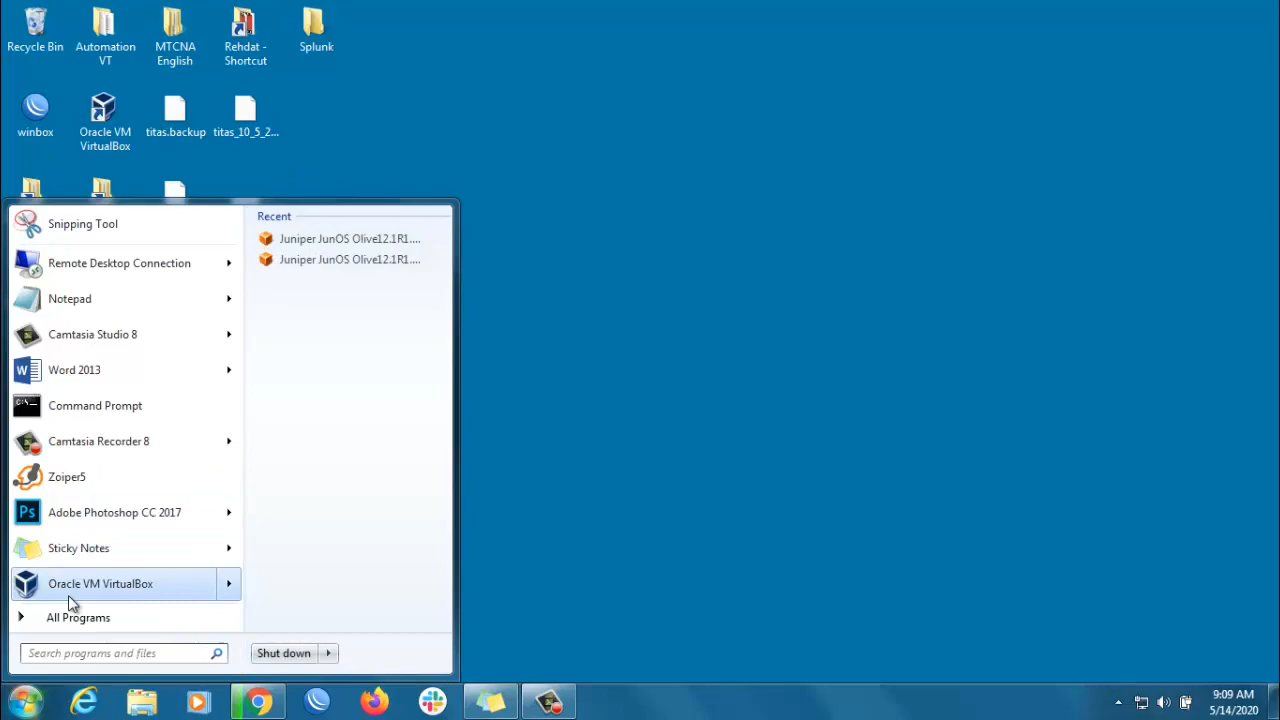 Recycle Bin
Automation
VT
MTCNA
English
Rehdat -
Shortcut
Splunk
winbox
Oracle VM
VirtualBox
titas.backup
titas_10_5_2...
Snipping Tool
Remote Desktop Connection
Notepad
Camtasia Studio 8
W
Word 2013
C:\._
Command Prompt
Camtasia Recorder 8
Zoiper5
Ps
Adobe Photoshop CC 2017
Sticky Notes
Oracle VM VirtualBox
All Programs
Search programs and files
Shut down
Recent
Juniper JunOS Olive12.1R1....
Juniper JunOS Olive12.1R1....
9:09 AM
5/14/2020